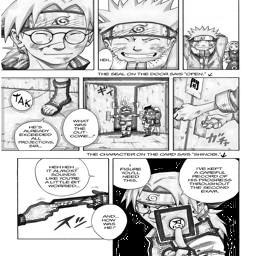 HEH...
THE SEAL ON THE DOOR SAYS "OPEN."
TAK
HE'S
ALREADY
EXCEEDED
ALL
PROJECTIONS,
SIR...
WHAT
WAS THE
OUT-
COME...
THE CHARACTER ON THE CARD SAYS "SHINOBI."
HEH HEH
IT ALMOST
SOUNDS
LIKE YOU'RE
A LITTLE BIT
WORRIED...
I
FIGURE
YOU'LL
NEED
THIS.
I'VE KEPT
A CAREFUL
RECORD OF
HIS PROGRESS
THROUGHOUT
THE SECOND
EXAM.
AND...
HOW
WAS HE?